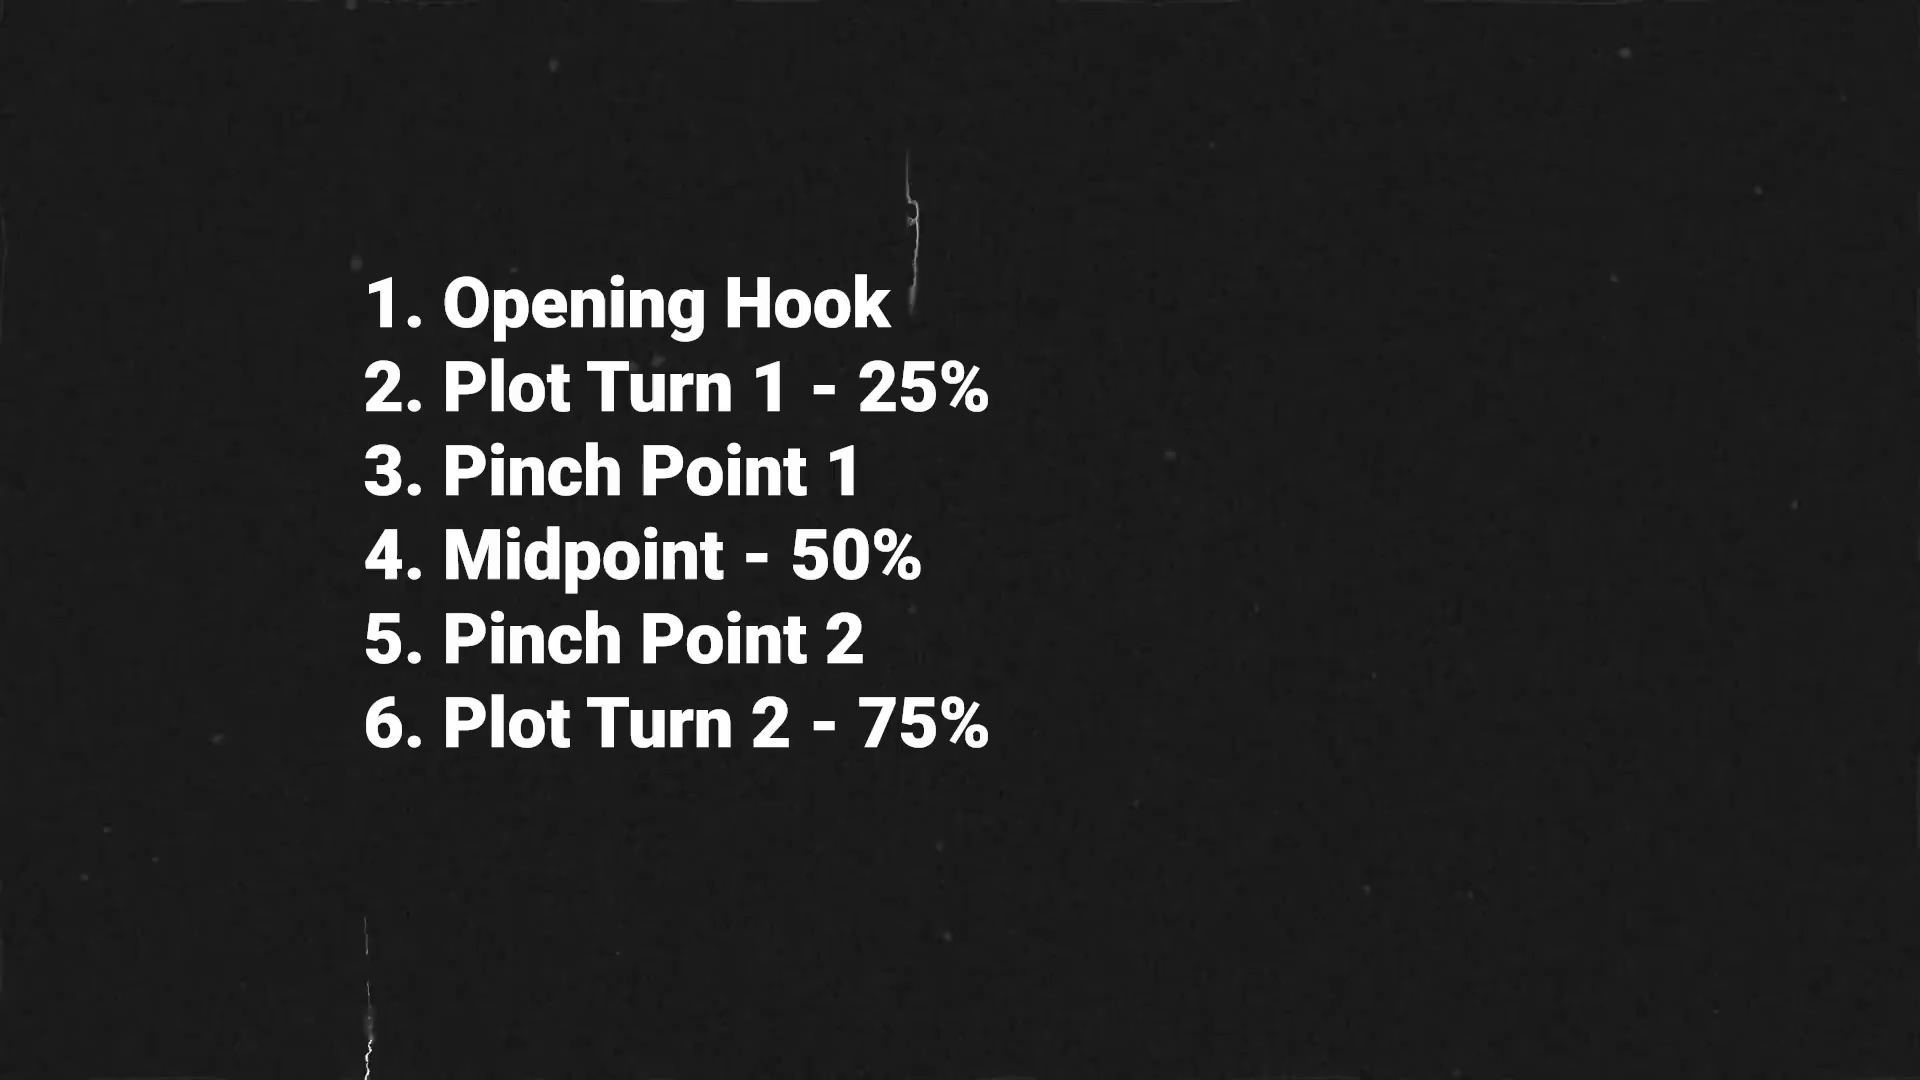 1. Opening Hook
2. Plot Turn 1 - 25%
3. Pinch Point 1
4. Midpoint - 50%
5. Pinch Point 2
6. Plot Turn 2 - 75%